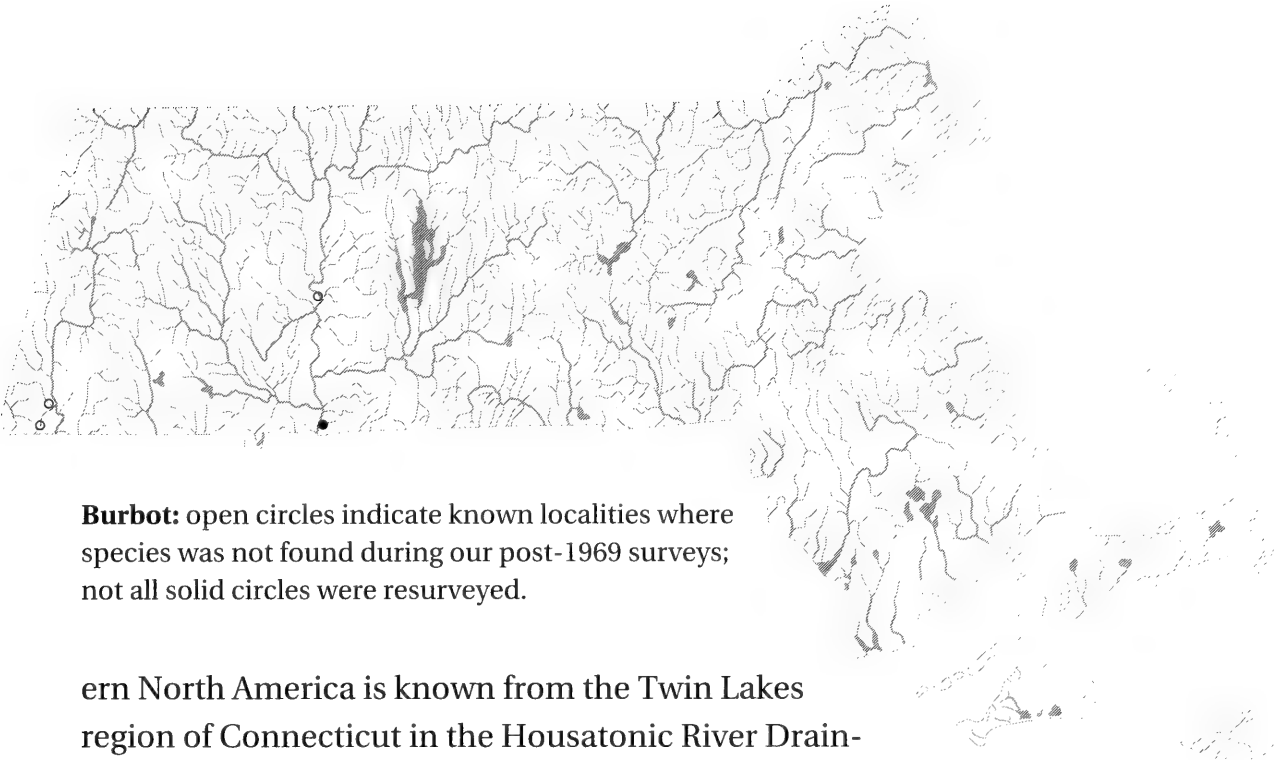 Burbot: open circles indicate known localities where
species was not found during our post-1969 surveys;
not all solid circles were resurveyed.
ern North America is known from the Twin Lakes
region of Connecticut in the Housatonic River Drain-